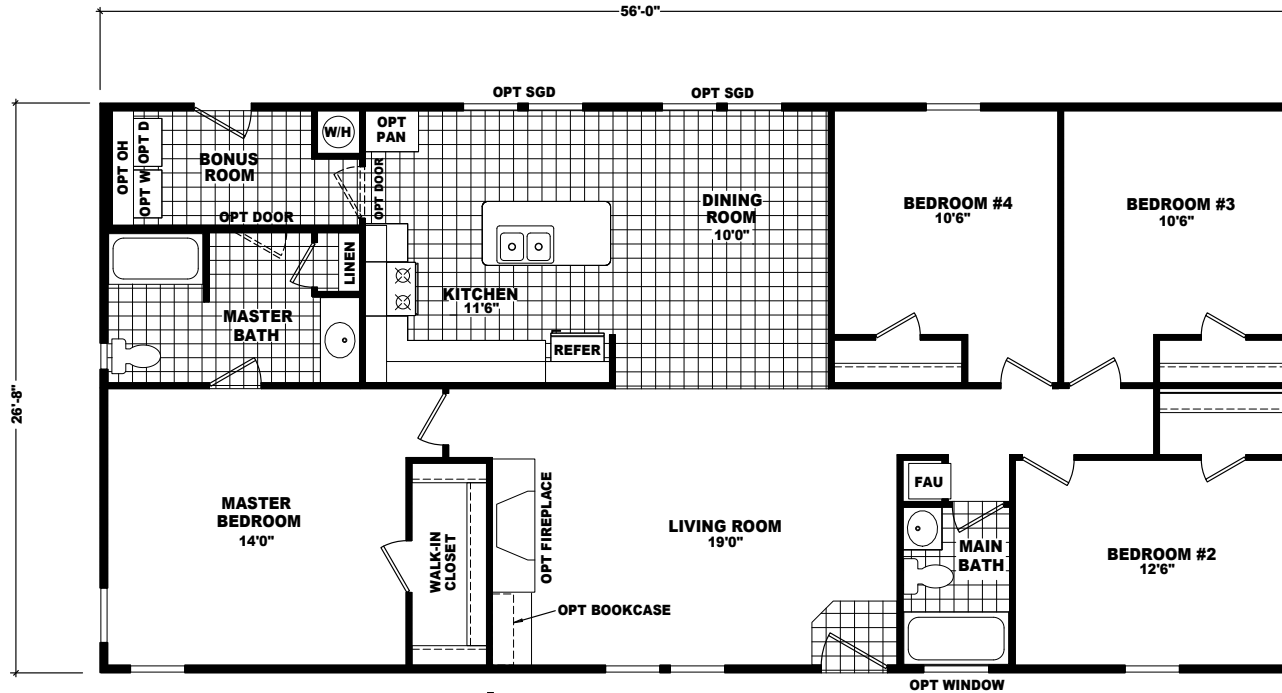 56'-0"
OPT SGD
OPT SGD
OPT OH
OPT D
OPT W
W/H
OPT
PAN
BONUS
ROOM
OPT DOOR
OPT DOOR
DINING
ROOM
10'0"
BEDROOM #4
10'6"
BEDROOM #3
10'6"
LINEN
KITCHEN
11'6"
MASTER
BATH
REFER
26'-8"
FAU
MASTER
BEDROOM
14'0"
WALK-IN
CLOSET
OPT FIREPLACE
LIVING ROOM
19'0"
MAIN
BATH
BEDROOM #2
12'6"
OPT BOOKCASE
OPT WINDOW